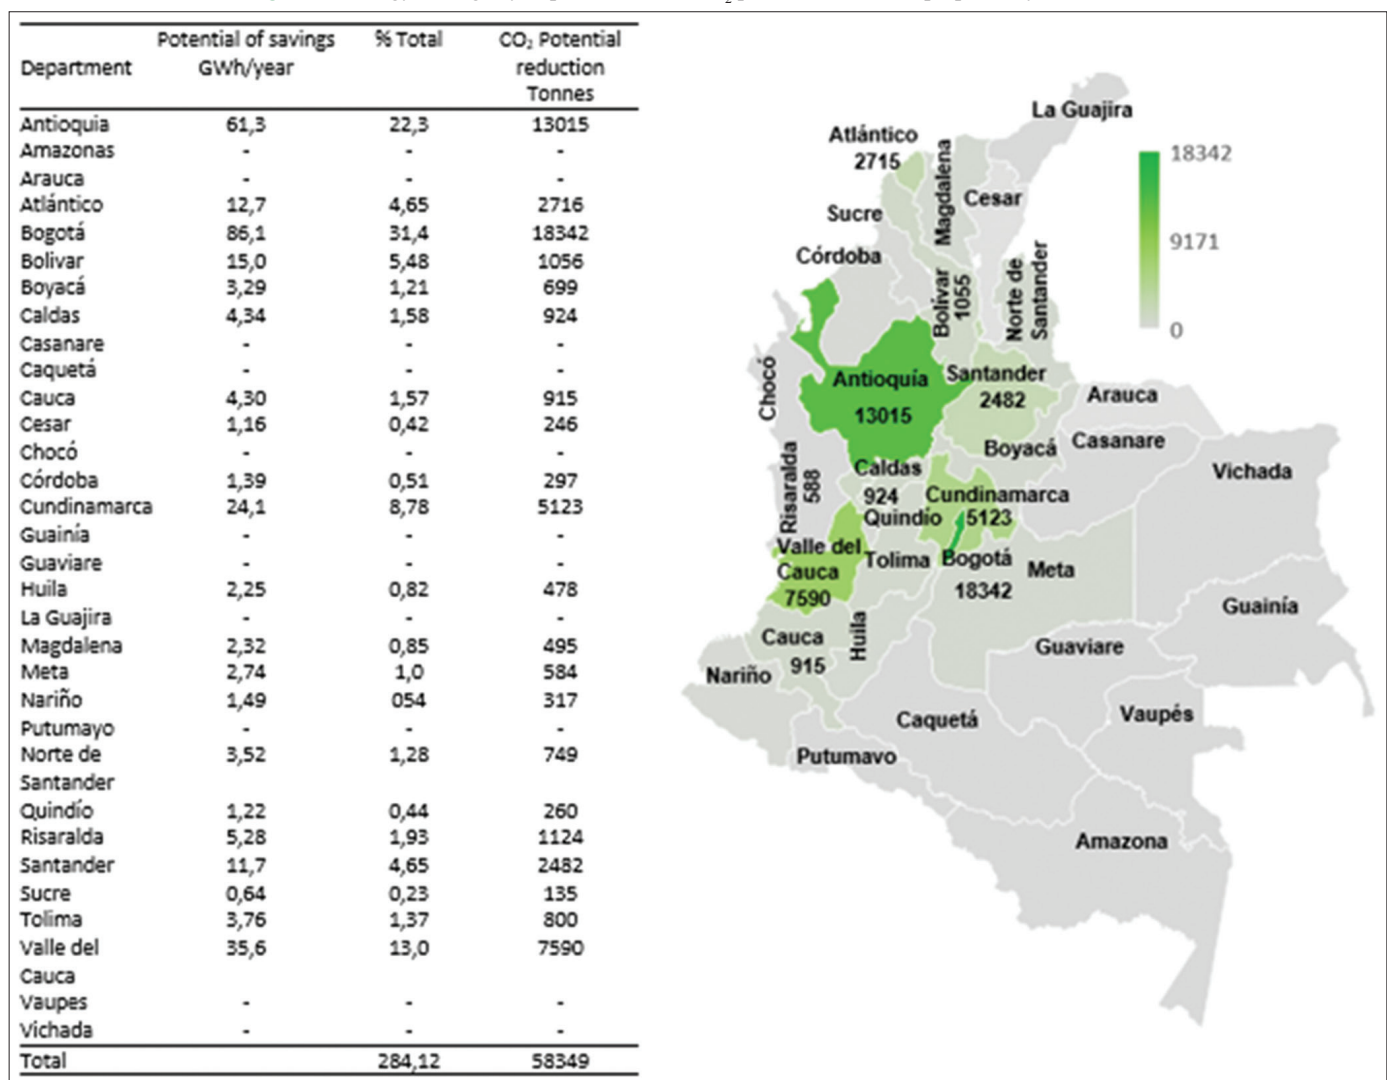 Potential of savings % Total CO₂ Potential
Department GWh/year reduction
Tonnes
Antioquia 61,3 22,3 13015
Amazonas - - -
Arauca - - -
Atlántico 12,7 4,65 2716
Bogotá 86,1 31,4 18342
Bolivar 15,0 5,48 1056
Boyacá 3,29 1,21 699
Caldas 4,34 1,58 924
Casanare - - -
Caquetá - - -
Cauca 4,30 1,57 915
Cesar 1,16 0,42 246
Chocó - - -
Córdoba 1,39 0,51 297
Cundinamarca 24,1 8,78 5123
Guainía - - -
Guaviare - - -
Huila 2,25 0,82 478
La Guajira - - -
Magdalena 2,32 0,85 495
Meta 2,74 1,0 584
Nariño 1,49 054 317
Putumayo - - -
Norte de 3,52 1,28 749
Santander
Quindío 1,22 0,44 260
Risaralda 5,28 1,93 1124
Santander 11,7 4,65 2482
Sucre 0,64 0,23 135
Tolima 3,76 1,37 800
Valle del 35,6 13,0 7590
Cauca
Vaupes - - -
Vichada - - -
Total 284,12 58349
La Guajira
Atlántico
2715
Magdalena
Cesar
Sucre
Córdoba
Bolívar
1055
Norte de
Santander
18342
9171
0
Chocó
Antioquía
13015
Santander
2482
Arauca
Boyacá
Casanare
Vichada
Risaralda
588
Caldas
924
Cundinamarca
5123
Quindío
Valle del
Cauca
7590
Tolima
Bogotá
18342
Meta
Guainía
Cauca
915
Huila
Guaviare
Nariño
Caquetá
Vaupés
Putumavo
Amazona